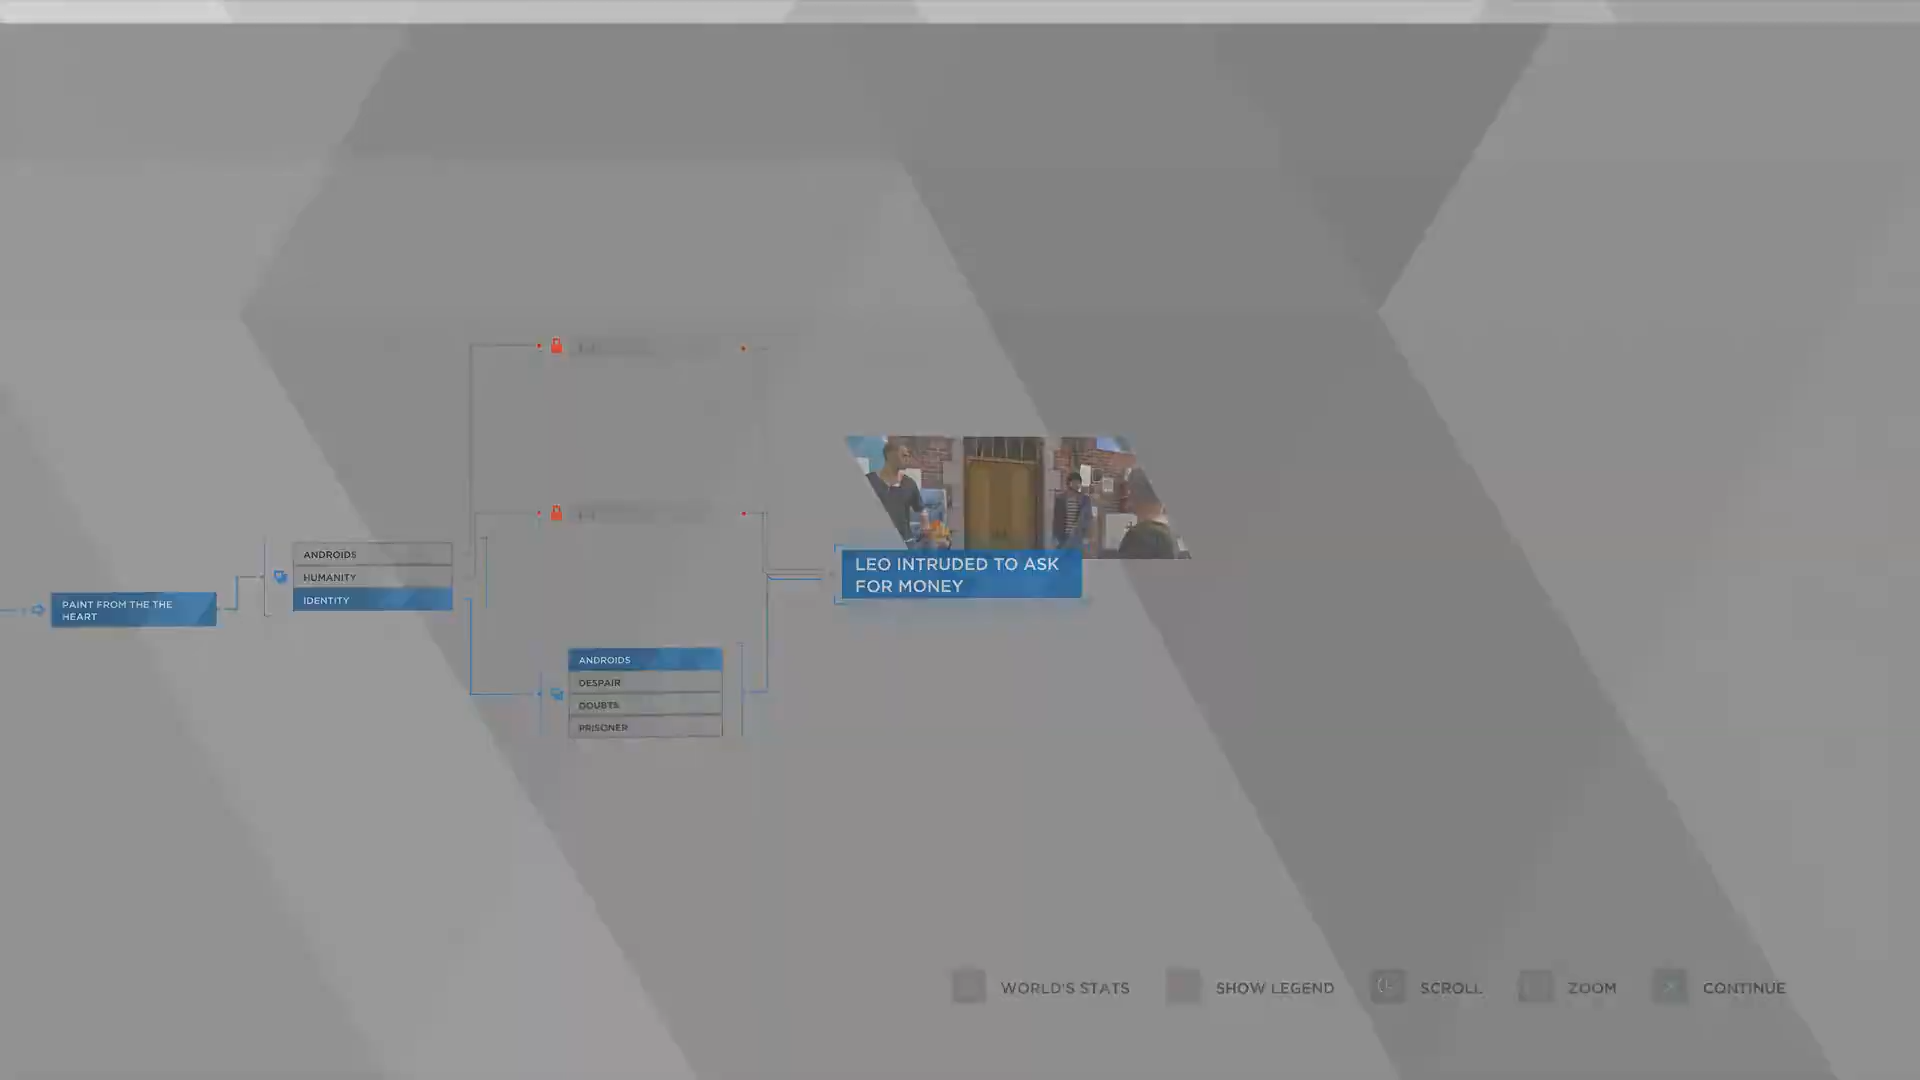 PAINT FROM THE THE
HEART
ANDROIDS
HUMANITY
IDENTITY
ANDROIDS
DESPAIR
DOUBTS
PRISONER
LEO INTRUDED TO ASK
FOR MONEY
WORLD'S STATS
SHOW LEGEND
SCROLL
ZOOM
CONTINUE